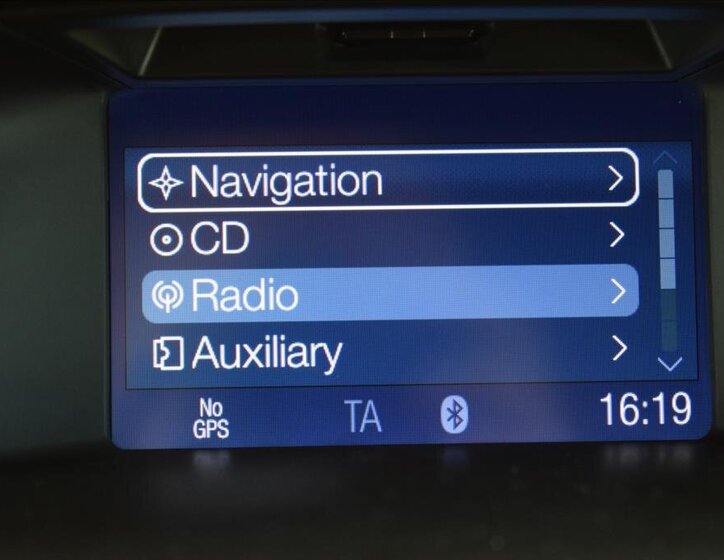 Navigation
CD
Radio
Auxiliary
No
GPS
TA
16:19